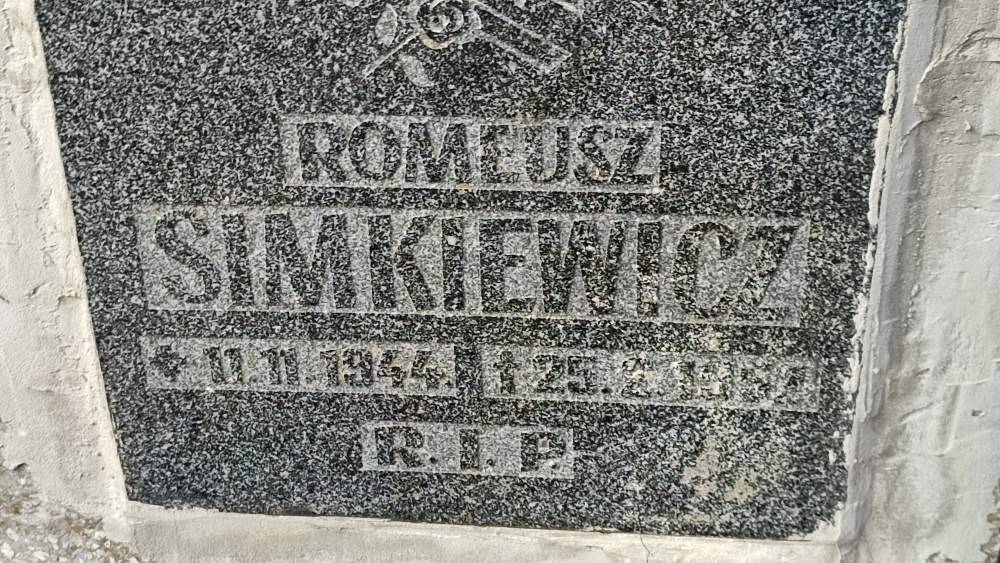 ROMEUSZ
SIMKIEWICZ
* 11.11.1944. † 25.2.
R.I.P.